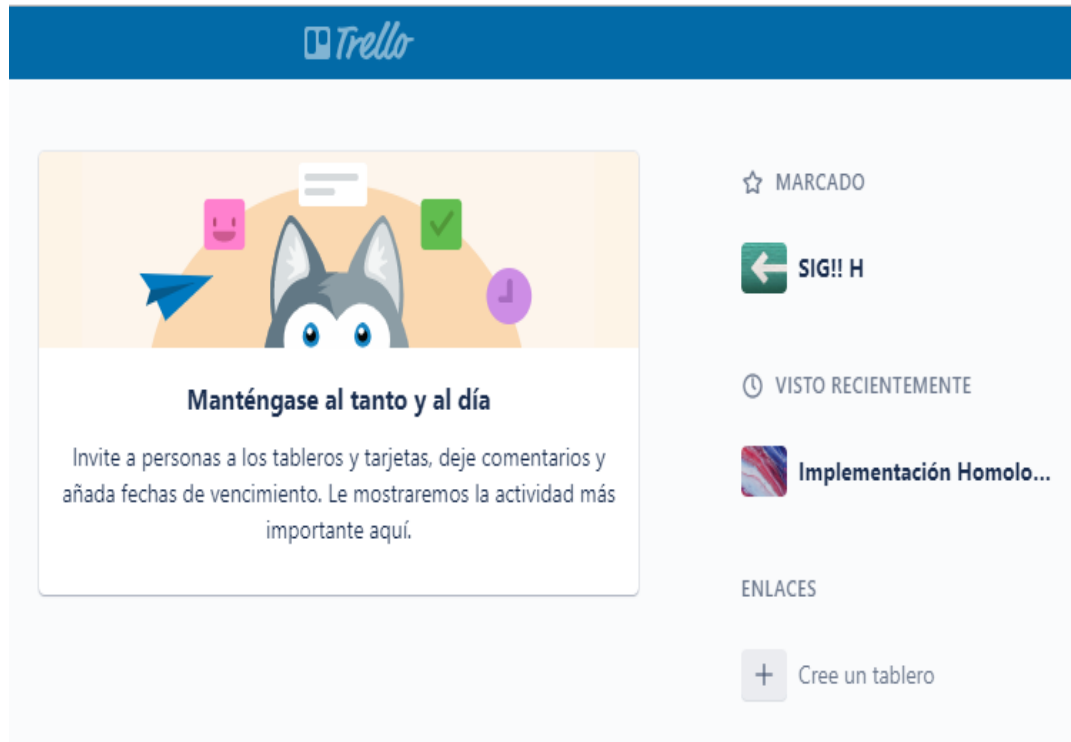 Trello
Manténgase al tanto y al día
Invite a personas a los tableros y tarjetas, deje comentarios y
añada fechas de vencimiento. Le mostraremos la actividad más
importante aquí.
MARCADO
SIG!! H
VISTO RECIENTEMENTE
Implementación Homolo...
ENLACES
Cree un tablero